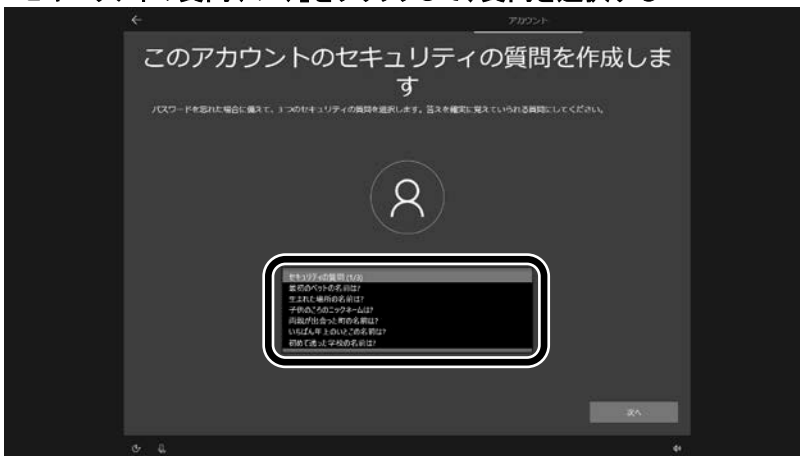 アカウント
このアカウントのセキュリティの質問を作成しま
す
パスワードを忘れた場合に備えて、3 つのセキュリティの質問を選択します。答えを確実に覚えていられる質問にしてください。
セキュリティの質問 (1/3)
最初のペットの名前は?
生まれた場所の名前は?
子供のころのニックネームは?
両親が出会った町の名前は?
いちばん年上のいとこの名前は?
初めて通った学校の名前は?
次へ